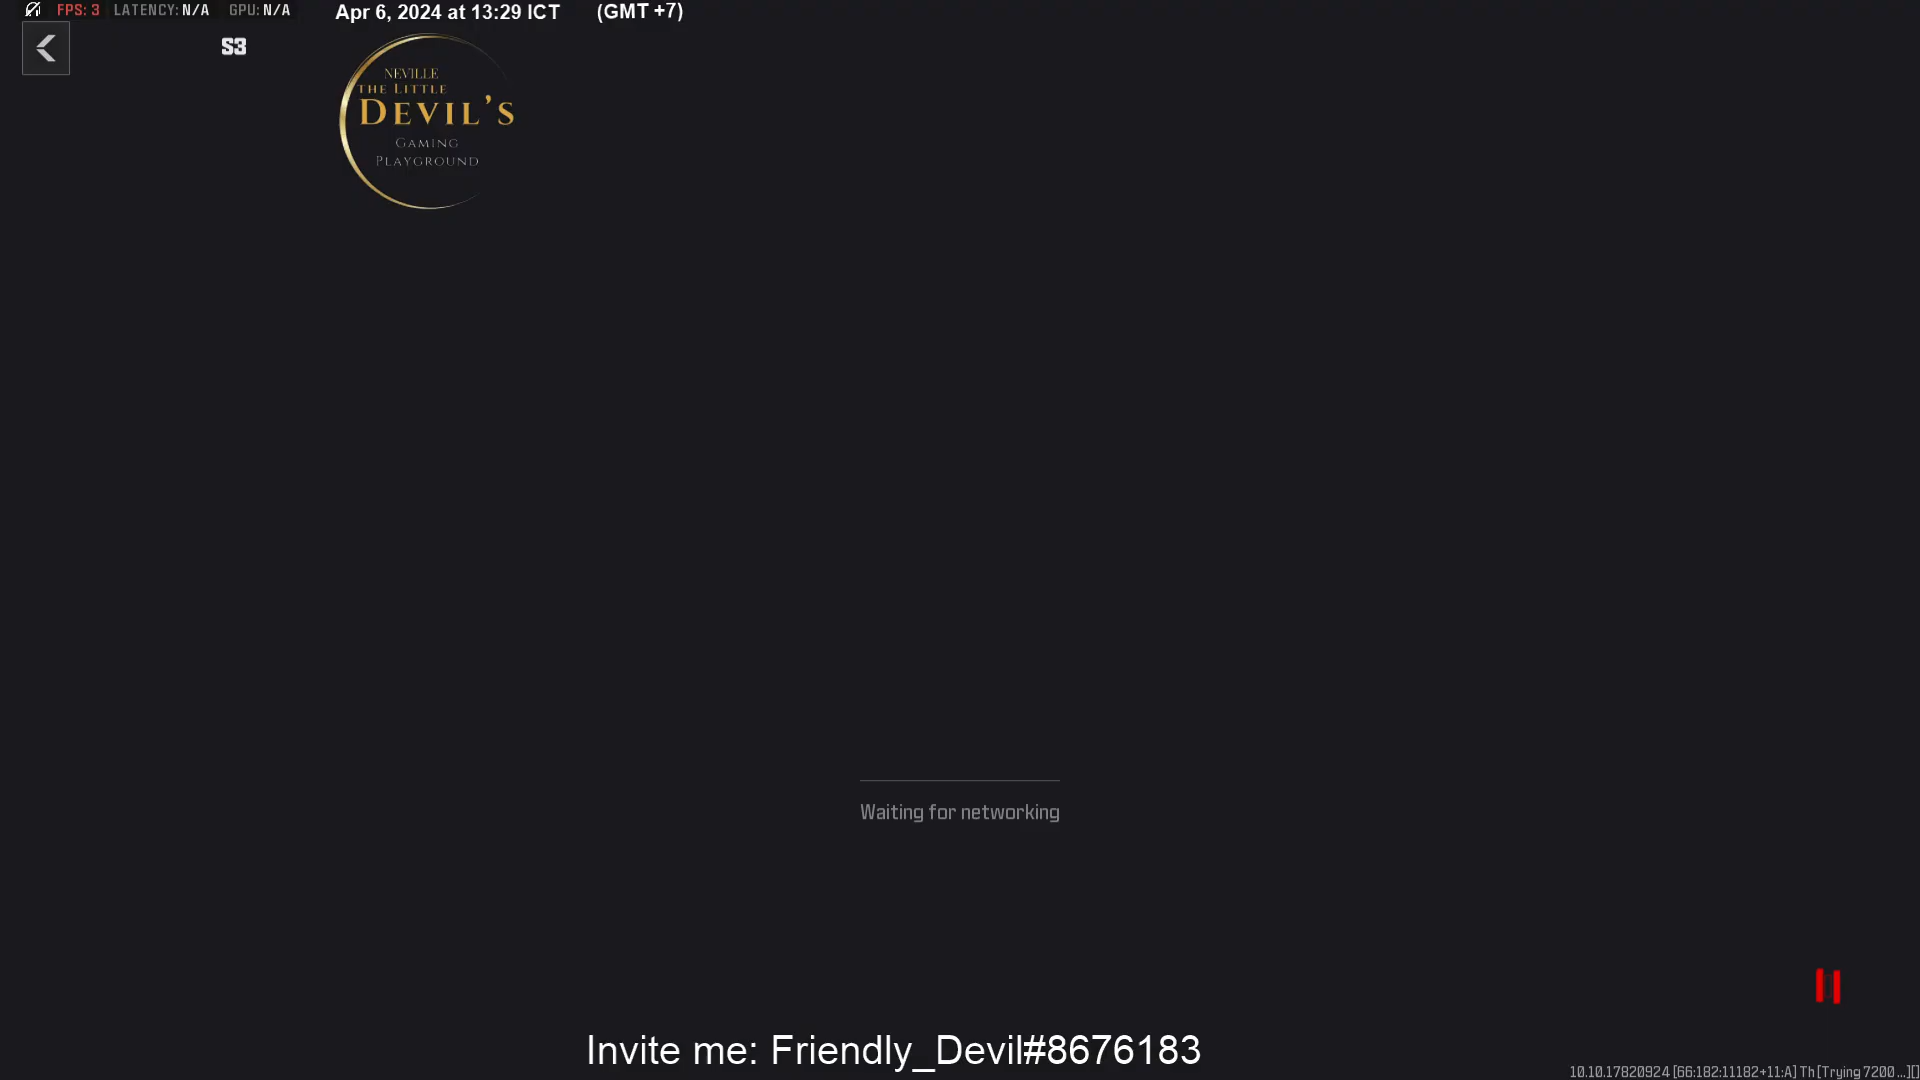 FPS: 3 LATENCY: N/A GPU: N/A
Apr 6, 2024 at 13:29 ICT (GMT +7)
S3
NEVILLE
THE LITTLE
DEVIL'S
GAMING
PLAYGROUND
Waiting for networking
Invite me: Friendly_Devil#8676183
10.10.17820924 [66:182:11182+11:A] Th [Trying 7200 ...][]